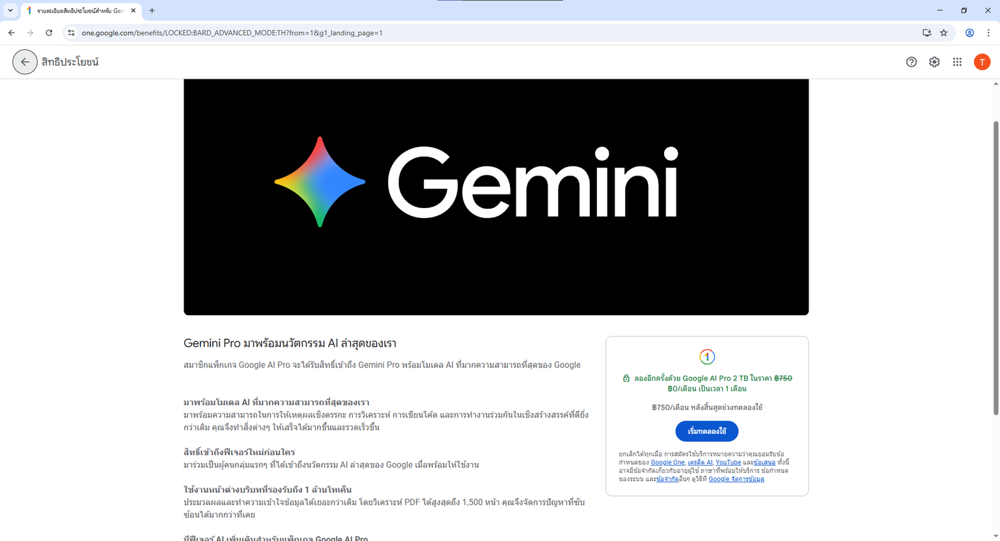 รายละเอียดสิทธิประโยชน์สำหรับ Gen
one.google.com/benefits/LOCKED:BARD_ADVANCED_MODE:TH?from=1&g1_landing_page=1
สิทธิประโยชน์
T
Gemini
Gemini Pro มาพร้อมนวัตกรรม AI ล่าสุดของเรา
สมาชิกแพ็กเกจ Google AI Pro จะได้รับสิทธิ์เข้าถึง Gemini Pro พร้อมโมเดล AI ที่มากความสามารถที่สุดของ Google
มาพร้อมโมเดล AI ที่มากความสามารถที่สุดของเรา
มาพร้อมความสามารถในการให้เหตุผลเชิงตรรกะ การวิเคราะห์ การเขียนโค้ด และการทำงานร่วมกันในเชิงสร้างสรรค์ที่ดียิ่ง
กว่าเดิม คุณจึงทำสิ่งต่างๆ ให้เสร็จได้มากขึ้นและรวดเร็วขึ้น
สิทธิ์เข้าถึงฟีเจอร์ใหม่ก่อนใคร
มาร่วมเป็นผู้คนกลุ่มแรกๆ ที่ได้เข้าถึงนวัตกรรม AI ล่าสุดของ Google เมื่อพร้อมให้ใช้งาน
ใช้งานหน้าต่างบริบทที่รองรับถึง 1 ล้านโทเค็น
ประมวลผลและทำความเข้าใจข้อมูลได้เยอะกว่าเดิม โดยวิเคราะห์ PDF ได้สูงสุดถึง 1,500 หน้า คุณจึงจัดการปัญหาที่ซับ
ซ้อนได้มากกว่าที่เคย
มีฟีเจอร์ AI เพิ่มเติมสำหรับแพ็กเกจ Google AI Pro
1
ลองอีกครั้งด้วย Google AI Pro 2 TB ในราคา ฿750
฿0/เดือน เป็นเวลา 1 เดือน
฿750/เดือน หลังสิ้นสุดช่วงทดลองใช้
เริ่มทดลองใช้
ยกเลิกได้ทุกเมื่อ การสมัครใช้บริการหมายความว่าคุณยอมรับข้อ
กำหนดของ Google One, เครดิต AI, YouTube และข้อเสนอ ทั้งนี้
อาจมีข้อจำกัดเกี่ยวกับอายุผู้ใช้ ภาษาที่พร้อมให้บริการ ข้อกำหนด
ของระบบ และข้อจำกัดอื่นๆ ดูวิธีที่ Google จัดการข้อมูล